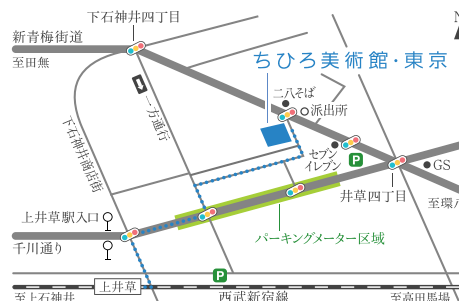 下石神井四丁目
N
新青梅街道
至田無
ちひろ美術館・東京
二八そば
派出所
一方通行
下石神井商店街
セブン
イレブン
P
GS
井草四丁目
至環八
上井草駅入口
千川通り
パーキングメーター区域
P
上井草
至上石神井
西武新宿線
至高田馬場